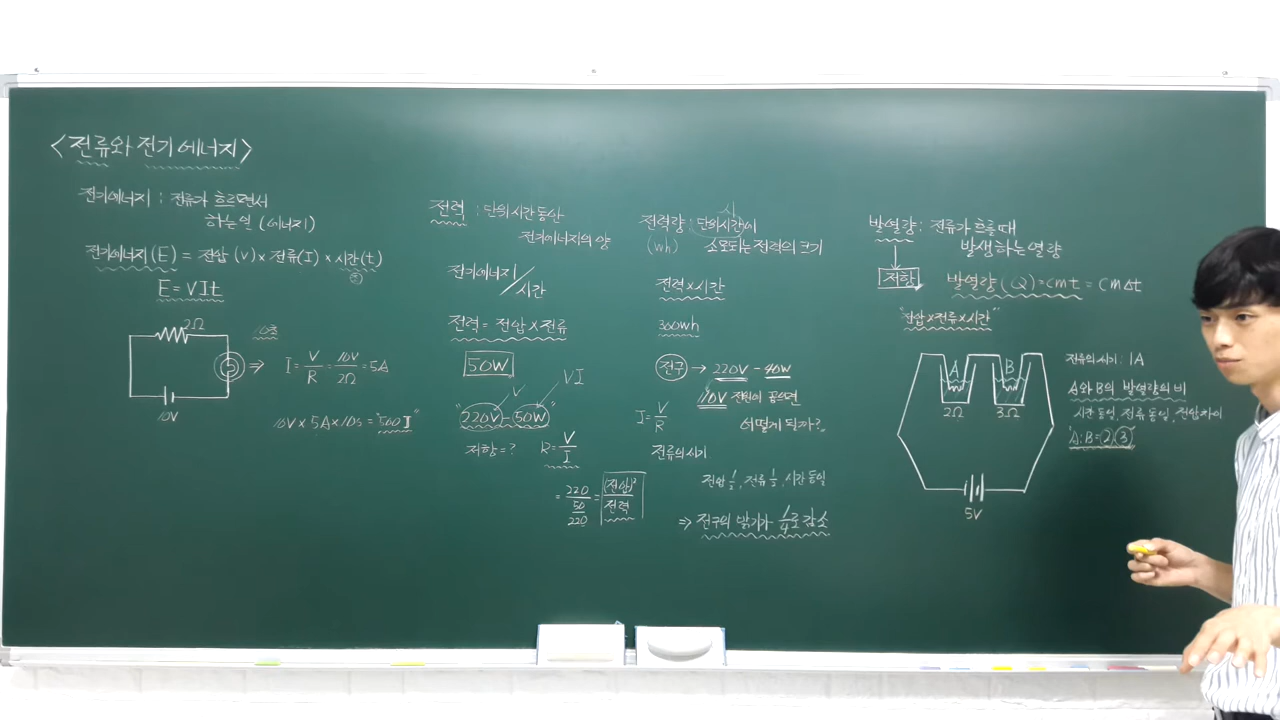 <전류와 전기 에너지>
전기에너지 : 전류가 흐르면서
하는 일 (에너지)
전기에너지(E) = 전압(V)×전류(I)×시간(t)
E=VIt
2Ω
10초
10V
⇒ I = V/R = 10V/2Ω = 5A
10V × 5A × 10s = "500J"
전력 : 단위시간동안
전기에너지의 양
전기에너지/시간
전력 = 전압×전류
50W
V VI
"220V-50W"
저항=? R = V/I
= 220/(50/220) = (전압)²/전력
전력량 : 단위시간이
시
(Wh) 소모되는 전력의 크기
전력×시간
300Wh
전구 → 220V - 40W
110V 전원이 꽂으면
어떻게 될까?
I = V/R
전류의 세기
전압 1/2, 전류 1/2, 시간 동일
⇒ 전구의 밝기가 1/4로 감소
발열량 : 전류가 흐를 때
발생하는 열량
저항
발열량(Q)=cmt = cmΔt
"전압×전류×시간"
A B
2Ω 3Ω
5V
전류의 세기 : 1A
A와 B의 발열량의 비
시간 동일, 전류 동일, 전압차이
"A:B=2:3"